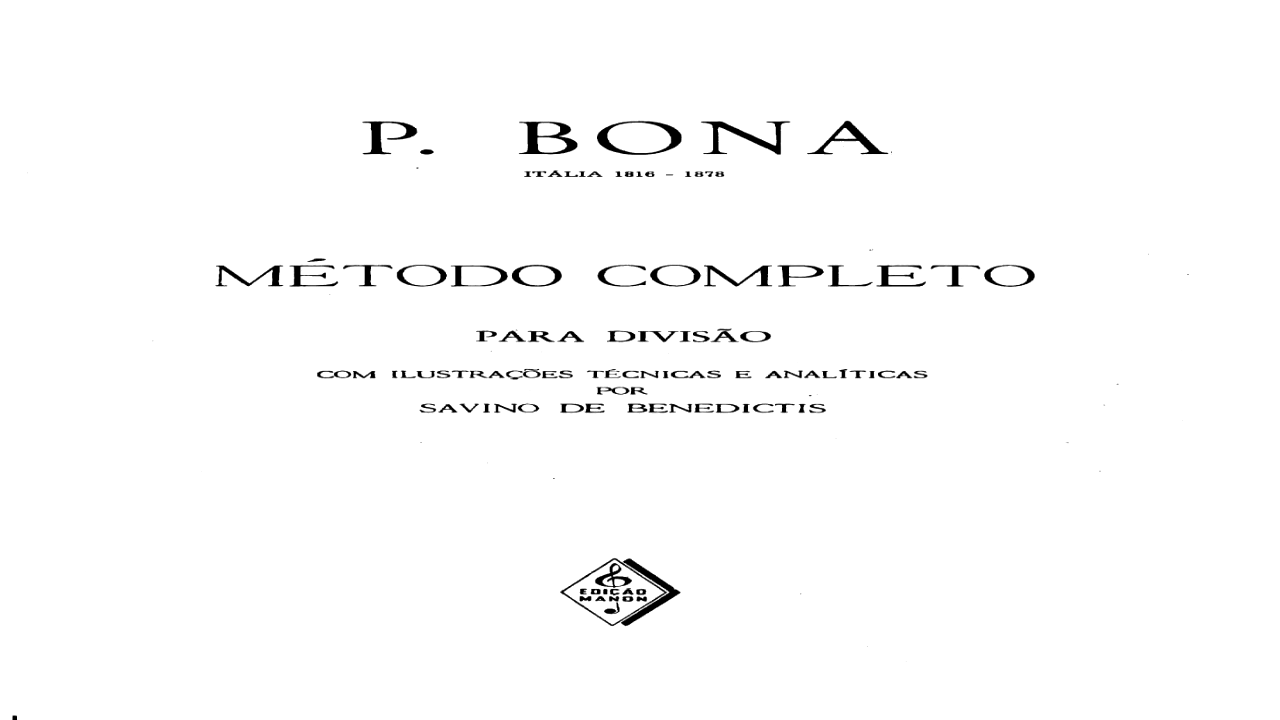 P. BONA
ITÁLIA 1816 - 1878
MÉTODO COMPLETO
PARA DIVISÃO
COM ILUSTRAÇÕES TÉCNICAS E ANALÍTICAS
POR
SAVINO DE BENEDICTIS
EDIÇÃO
MANON